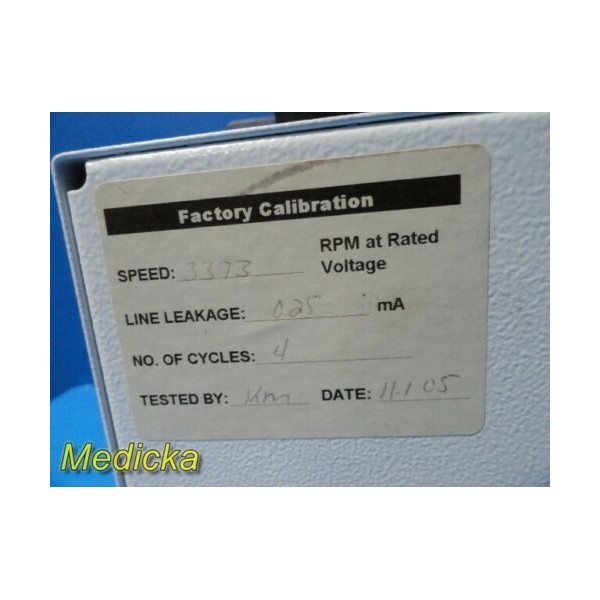 Factory Calibration
SPEED: 3373 RPM at Rated Voltage
LINE LEAKAGE: 025 mA
NO. OF CYCLES: 4
TESTED BY: Km DATE: 11.1.05
Medicka